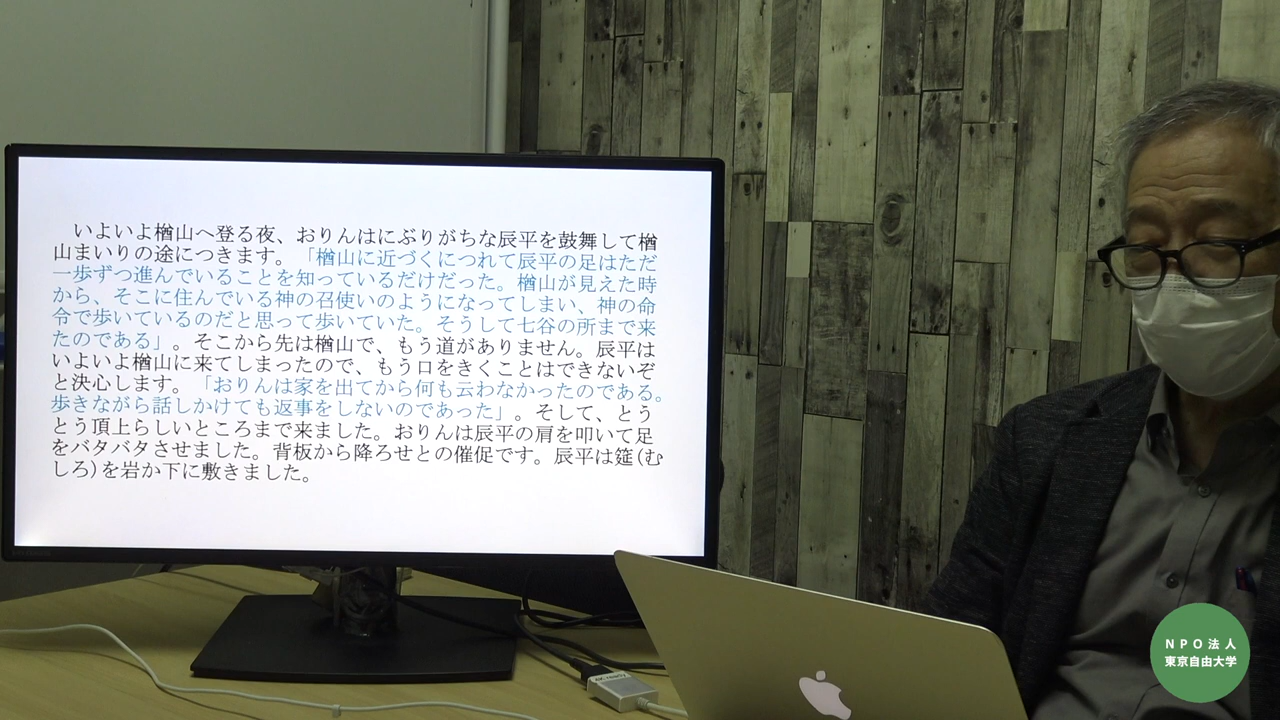 いよいよ楢山へ登る夜、おりんはにぶりがちな辰平を鼓舞して楢
山まいりの途につきます。「楢山に近づくにつれて辰平の足はただ
一歩ずつ進んでいることを知っているだけだった。楢山が見えた時
から、そこに住んでいる神の召使いのようになってしまい、神の命
令で歩いているのだと思って歩いていた。そうして七谷の所まで来
たのである」。そこから先は楢山で、もう道がありません。辰平は
いよいよ楢山に来てしまったので、もう口をきくことはできないぞ
と決心します。「おりんは家を出てから何も云わなかったのである。
歩きながら話しかけても返事をしないのであった」。そして、とう
とう頂上らしいところまで来ました。おりんは辰平の肩を叩いて足
をバタバタさせました。背板から降ろせとの催促です。辰平は筵(む
しろ)を岩か下に敷きました。
NPO法人
東京自由大学